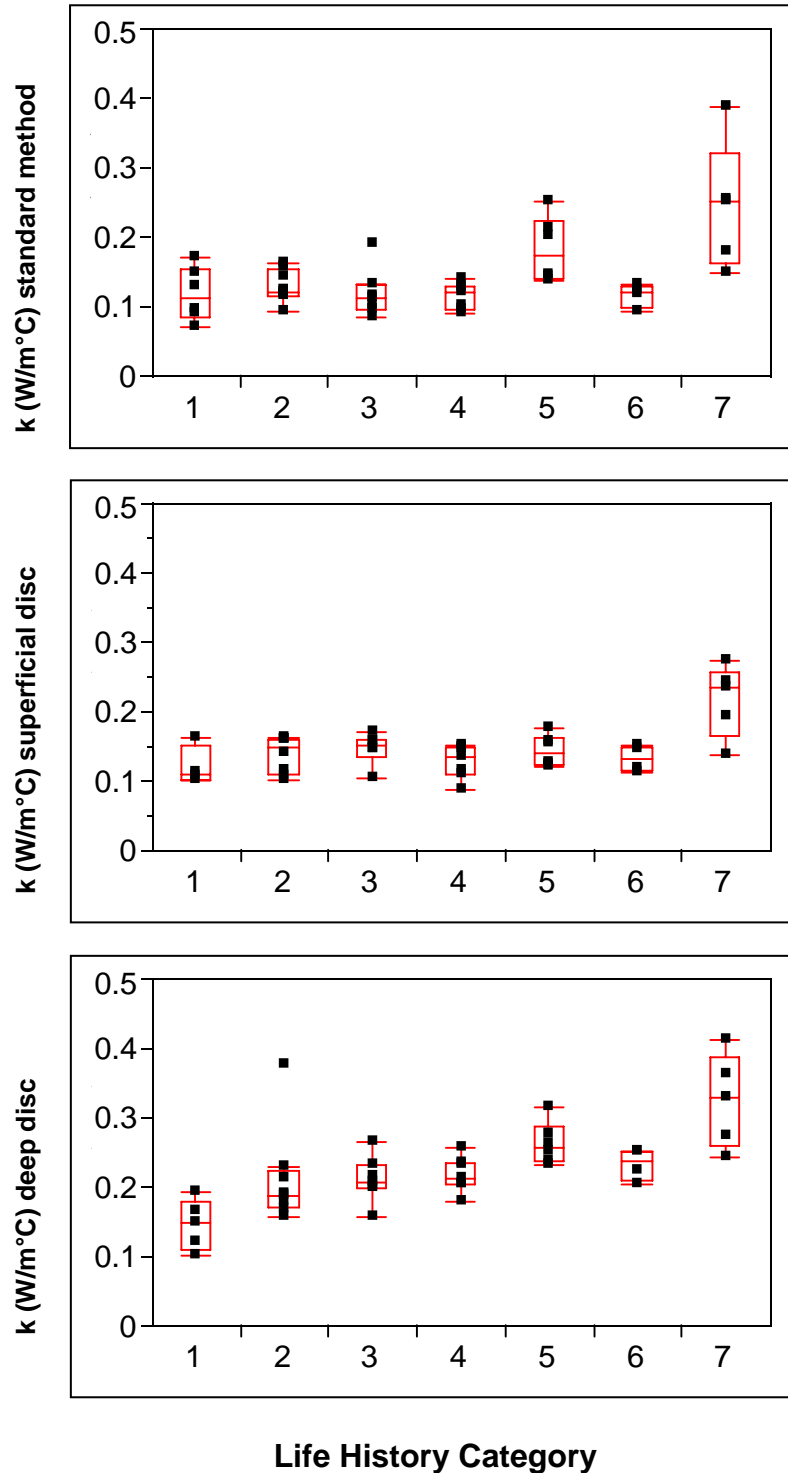 k (W/m°C) standard method
0.5
0.4
0.3
0.2
0.1
0
1 2 3 4 5 6 7
k (W/m°C) superficial disc
0.5
0.4
0.3
0.2
0.1
0
1 2 3 4 5 6 7
k (W/m°C) deep disc
0.5
0.4
0.3
0.2
0.1
0
1 2 3 4 5 6 7
Life History Category